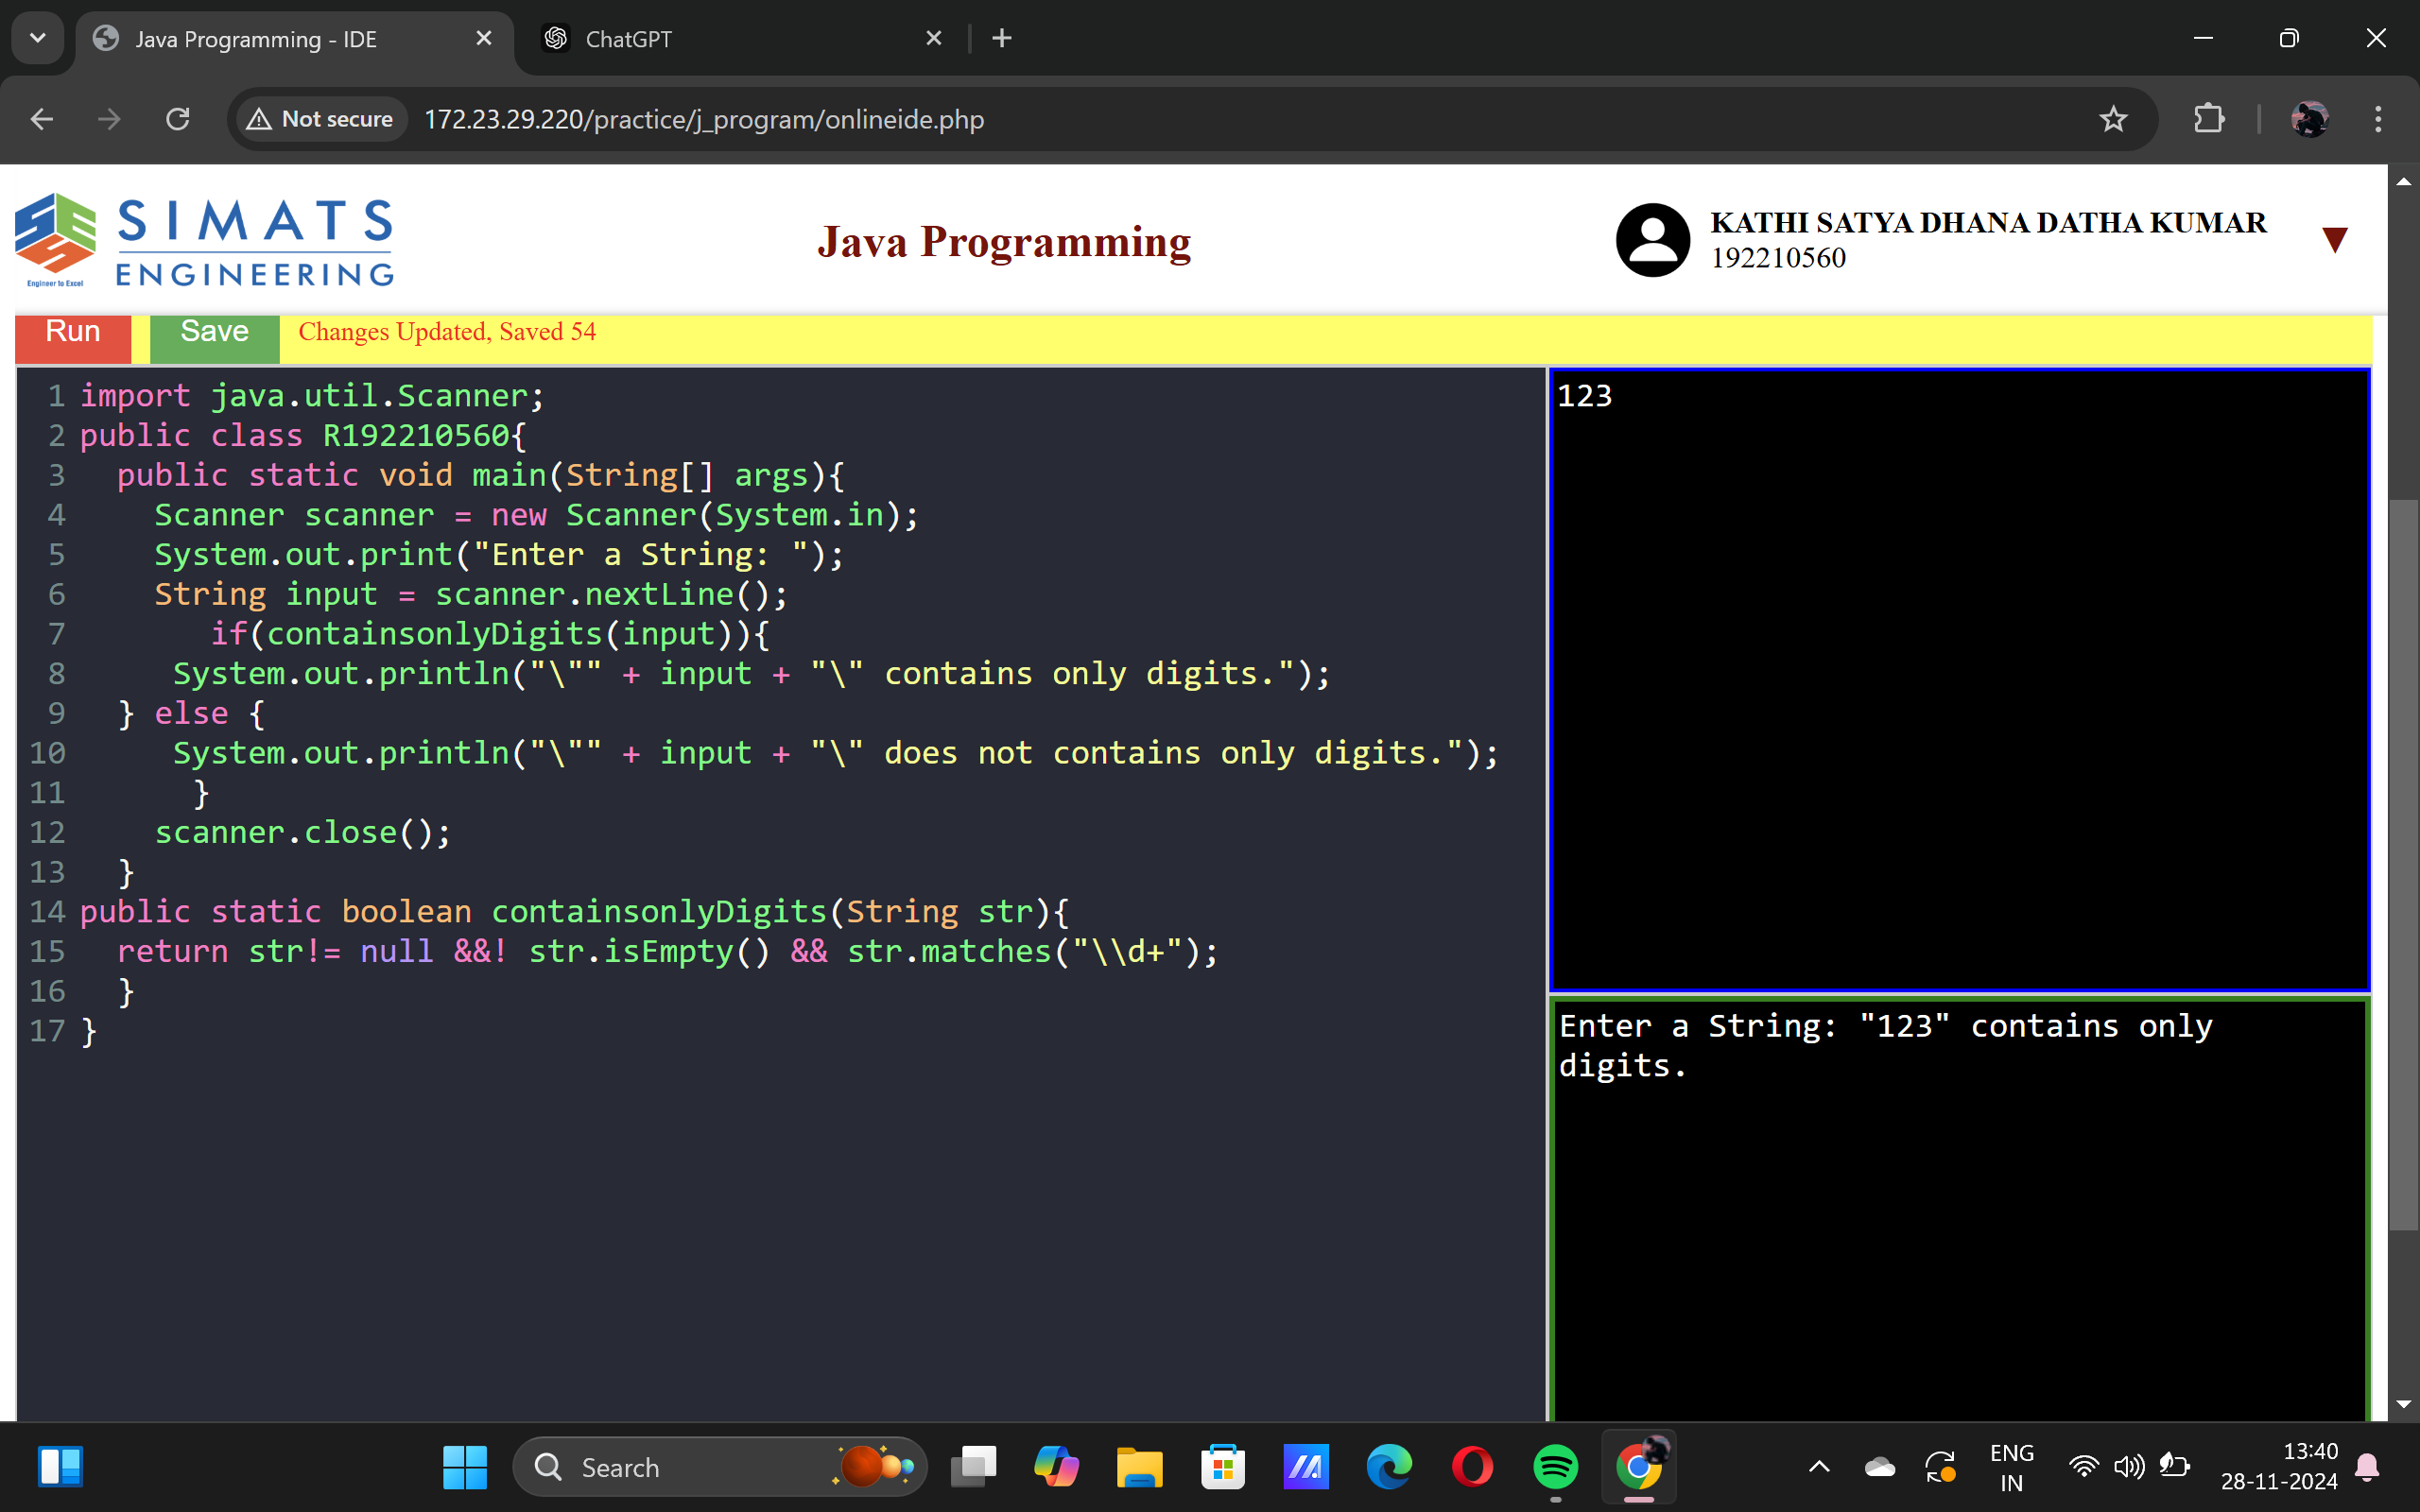 Java Programming - IDE
ChatGPT
Not secure
172.23.29.220/practice/j_program/onlineide.php
SIMATS
ENGINEERING
Engineer to Excel
Java Programming
KATHI SATYA DHANA DATHA KUMAR
192210560
Run
Save
Changes Updated, Saved 54
1 import java.util.Scanner;
2 public class R192210560{
3   public static void main(String[] args){
4     Scanner scanner = new Scanner(System.in);
5     System.out.print("Enter a String: ");
6     String input = scanner.nextLine();
7        if(containsonlyDigits(input)){
8      System.out.println("\"" + input + "\" contains only digits.");
9   } else {
10      System.out.println("\"" + input + "\" does not contains only digits.");
11       }
12     scanner.close();
13   }
14 public static boolean containsonlyDigits(String str){
15   return str!= null &&! str.isEmpty() && str.matches("\\d+");
16   }
17 }
123
Enter a String: "123" contains only
digits.
Search
ENG
IN
13:40
28-11-2024